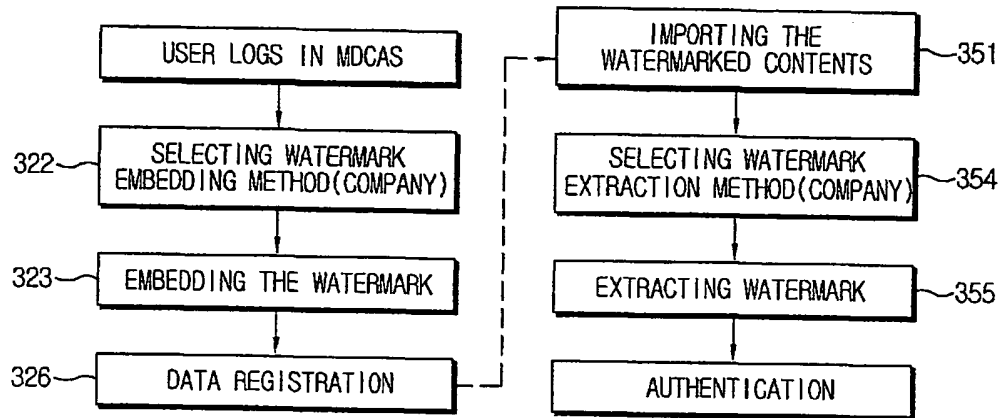 USER LOGS IN MDCAS
322
SELECTING WATERMARK
EMBEDDING METHOD(COMPANY)
323
EMBEDDING THE WATERMARK
326
DATA REGISTRATION
IMPORTING THE
WATERMARKED CONTENTS
351
SELECTING WATERMARK
EXTRACTION METHOD(COMPANY)
354
EXTRACTING WATERMARK
355
AUTHENTICATION